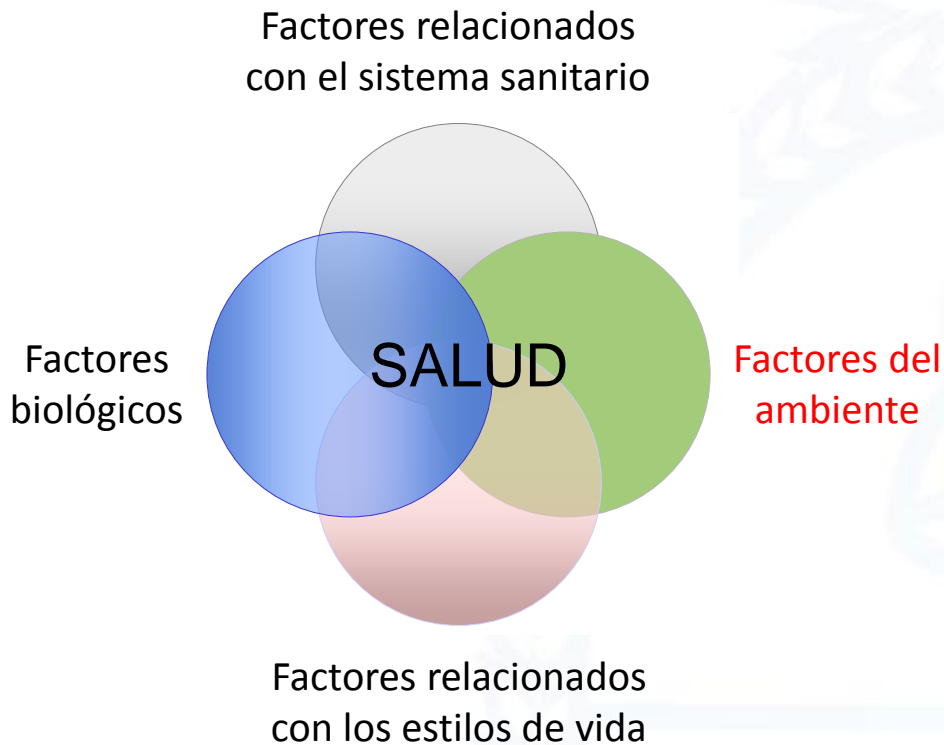 Factores relacionados
con el sistema sanitario
Factores
biológicos
SALUD
Factores del
ambiente
Factores relacionados
con los estilos de vida